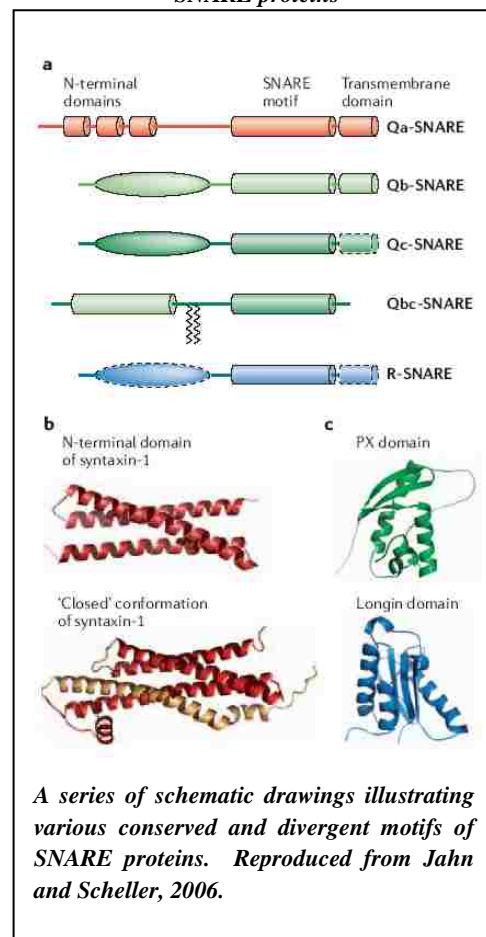 SNARE proteins
a
N-terminal
domains
SNARE
motif
Transmembrane
domain
Qa-SNARE
Qb-SNARE
Qc-SNARE
Qbc-SNARE
R-SNARE
b
N-terminal domain
of syntaxin-1
c
PX domain
'Closed' conformation
of syntaxin-1
Longin domain
A series of schematic drawings illustrating
various conserved and divergent motifs of
SNARE proteins. Reproduced from Jahn
and Scheller, 2006.